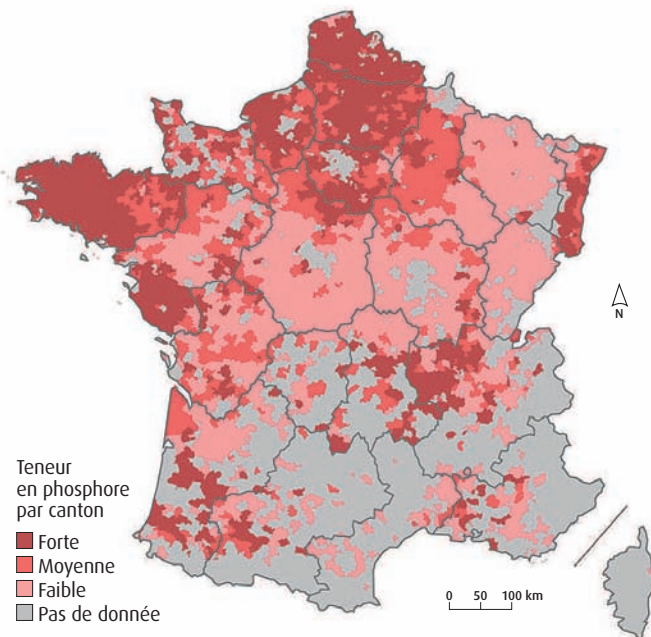 N
Teneur
en phosphore
par canton
Forte
Moyenne
Faible
Pas de donnée
0 50 100 km